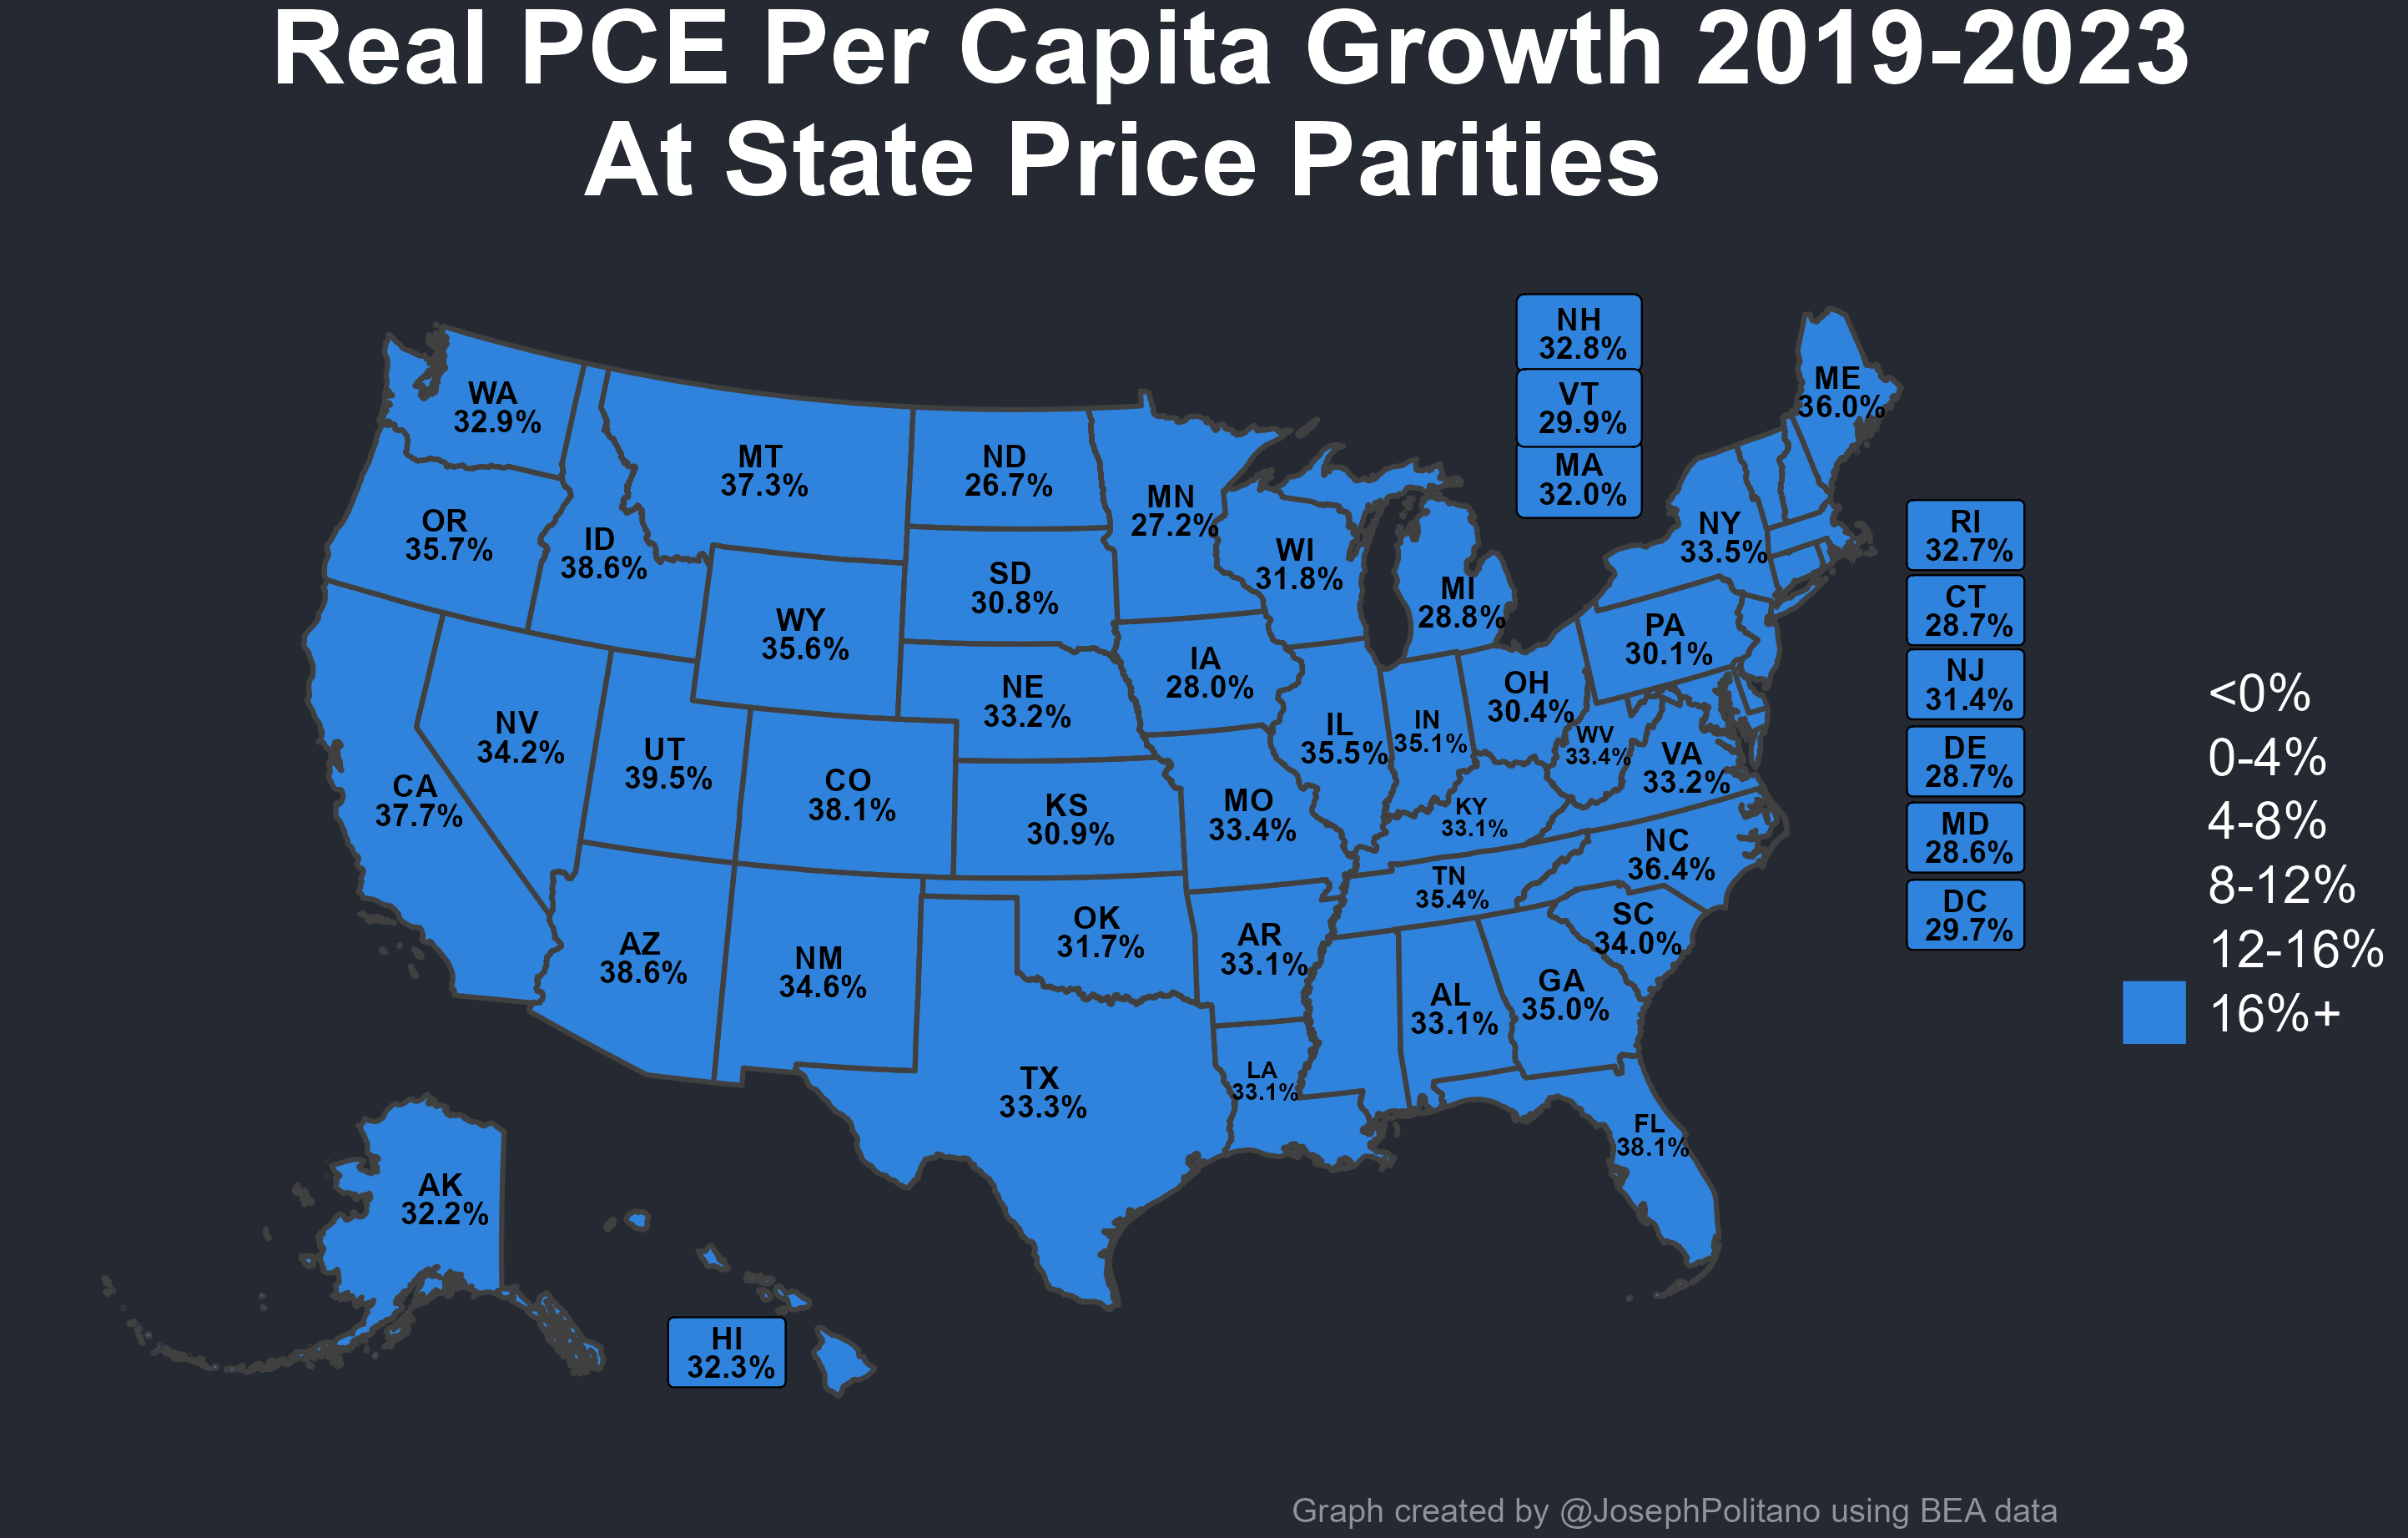 Real PCE Per Capita Growth 2019-2023
At State Price Parities
NH
32.8%
VT
29.9%
MA
32.0%
ME
36.0%
WA
32.9%
MT
37.3%
ND
26.7%
MN
27.2%
OR
35.7%
ID
38.6%
WY
35.6%
SD
30.8%
WI
31.8%
MI
28.8%
NY
33.5%
RI
32.7%
CT
28.7%
NJ
31.4%
DE
28.7%
MD
28.6%
DC
29.7%
NV
34.2%
UT
39.5%
CO
38.1%
NE
33.2%
IA
28.0%
IL
35.5%
IN
35.1%
OH
30.4%
PA
30.1%
WV
33.4%
VA
33.2%
CA
37.7%
KS
30.9%
MO
33.4%
KY
33.1%
NC
36.4%
TN
35.4%
SC
34.0%
AZ
38.6%
NM
34.6%
OK
31.7%
AR
33.1%
AL
33.1%
GA
35.0%
TX
33.3%
LA
33.1%
FL
38.1%
AK
32.2%
HI
32.3%
<0%
0-4%
4-8%
8-12%
12-16%
16%+
Graph created by @JosephPolitano using BEA data